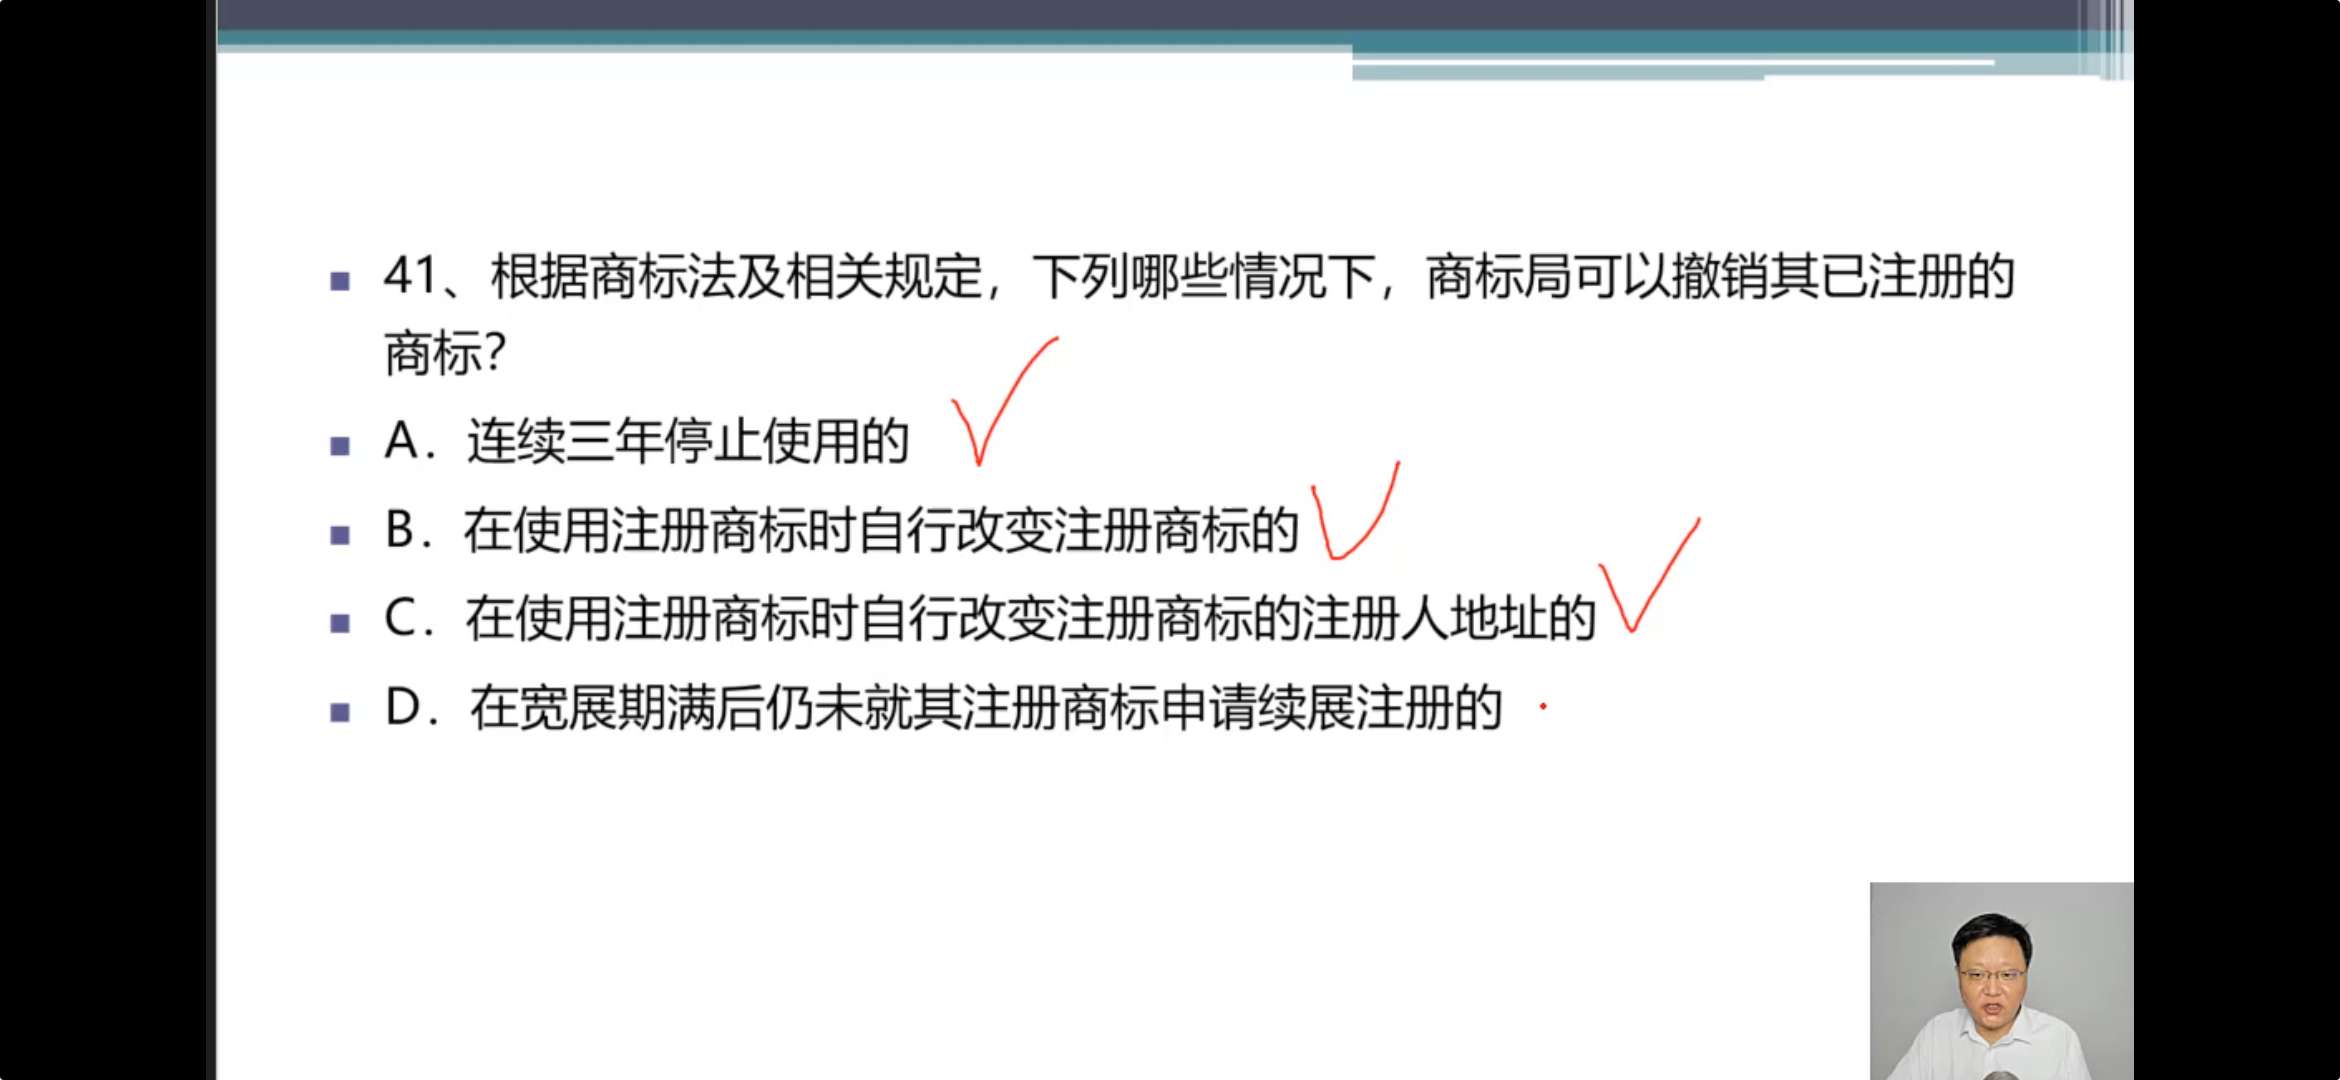 41、根据商标法及相关规定，下列哪些情况下，商标局可以撤销其已注册的
商标？
A．连续三年停止使用的
B．在使用注册商标时自行改变注册商标的
C．在使用注册商标时自行改变注册商标的注册人地址的
D．在宽展期满后仍未就其注册商标申请续展注册的